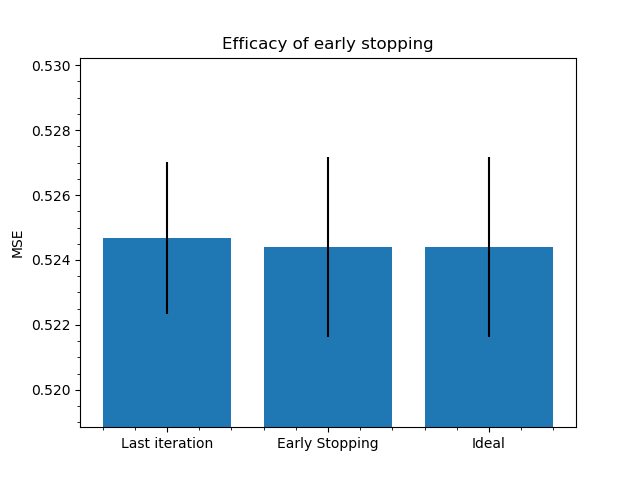 Efficacy of early stopping
0.530
0.528
0.526
0.524
0.522
0.520
MSE
Last iteration
Early Stopping
Ideal